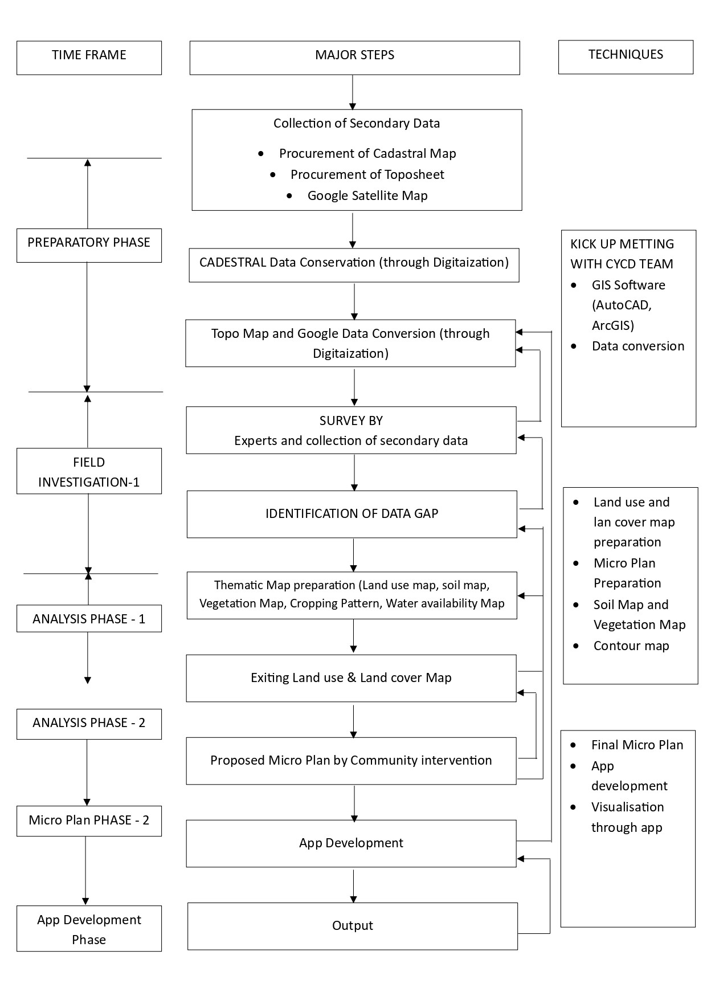 TIME FRAME
MAJOR STEPS
TECHNIQUES
Collection of Secondary Data
• Procurement of Cadastral Map
• Procurement of Toposheet
• Google Satellite Map
PREPARATORY PHASE
CADESTRAL Data Conservation (through Digitaization)
KICK UP METTING
WITH CYCD TEAM
• GIS Software
(AutoCAD,
ArcGIS)
• Data conversion
Topo Map and Google Data Conversion (through
Digitaization)
SURVEY BY
Experts and collection of secondary data
FIELD
INVESTIGATION-1
IDENTIFICATION OF DATA GAP
• Land use and
lan cover map
preparation
• Micro Plan
Preparation
• Soil Map and
Vegetation Map
• Contour map
Thematic Map preparation (Land use map, soil map,
Vegetation Map, Cropping Pattern, Water availability Map
ANALYSIS PHASE - 1
Exiting Land use & Land cover Map
ANALYSIS PHASE - 2
Proposed Micro Plan by Community intervention
• Final Micro Plan
• App
development
• Visualisation
through app
Micro Plan PHASE - 2
App Development
App Development
Phase
Output